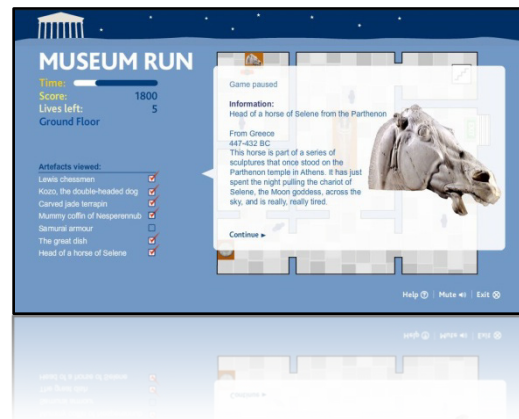 MUSEUM RUN
Time:
Score: 1800
Lives left: 5
Ground Floor
Artefacts viewed:
Lewis chessmen
Kozo, the double-headed dog
Carved jade terrapin
Mummy coffin of Nesperennub
Samurai armour
The great dish
Head of a horse of Selene
Game paused
Information:
Head of a horse of Selene from the Parthenon
From Greece
447-432 BC
This horse is part of a series of
sculptures that once stood on the
Parthenon temple in Athens. It has just
spent the night pulling the chariot of
Selene, the Moon goddess, across the
sky, and is really, really tired.
Continue
Help ? | Mute | Exit